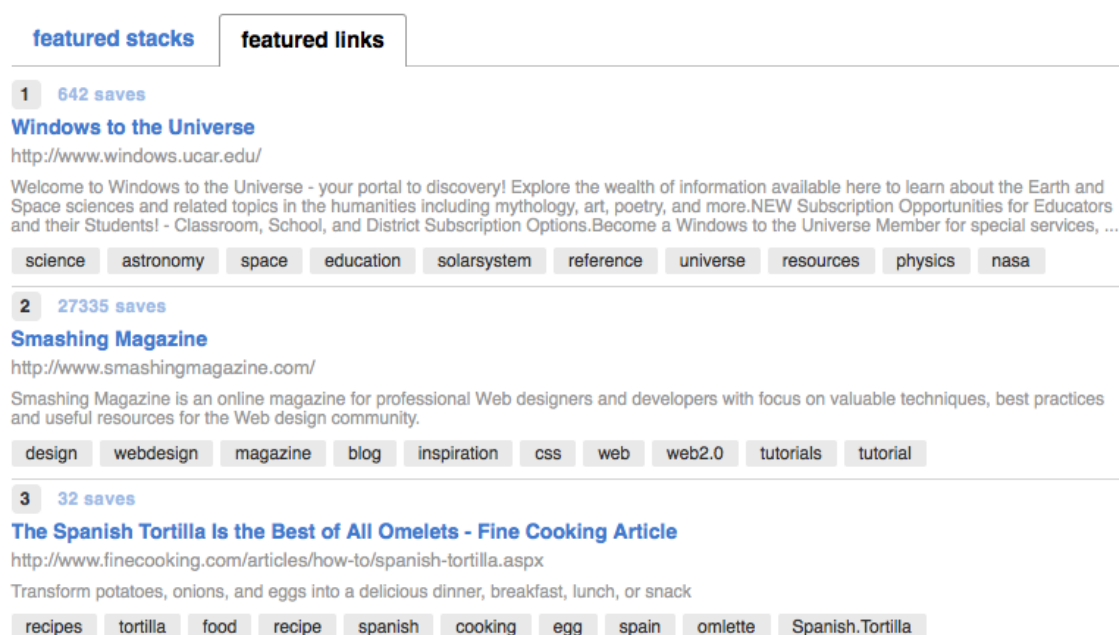 featured stacks featured links
1 642 saves
Windows to the Universe
http://www.windows.ucar.edu/
Welcome to Windows to the Universe - your portal to discovery! Explore the wealth of information available here to learn about the Earth and
Space sciences and related topics in the humanities including mythology, art, poetry, and more.NEW Subscription Opportunities for Educators
and their Students! - Classroom, School, and District Subscription Options.Become a Windows to the Universe Member for special services, ...
science astronomy space education solarsystem reference universe resources physics nasa
2 27335 saves
Smashing Magazine
http://www.smashingmagazine.com/
Smashing Magazine is an online magazine for professional Web designers and developers with focus on valuable techniques, best practices
and useful resources for the Web design community.
design webdesign magazine blog inspiration css web web2.0 tutorials tutorial
3 32 saves
The Spanish Tortilla Is the Best of All Omelets - Fine Cooking Article
http://www.finecooking.com/articles/how-to/spanish-tortilla.aspx
Transform potatoes, onions, and eggs into a delicious dinner, breakfast, lunch, or snack
recipes tortilla food recipe spanish cooking egg spain omlette Spanish.Tortilla